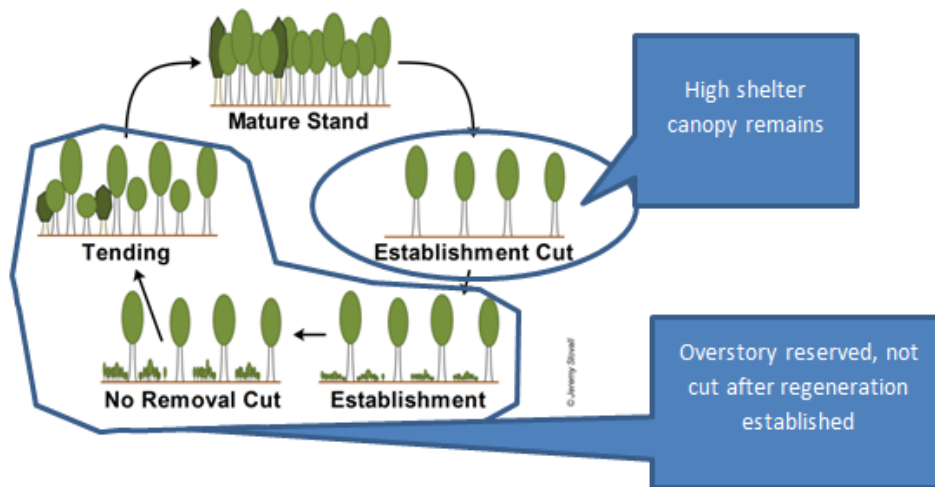 Mature Stand
High shelter
canopy remains
Establishment Cut
Tending
No Removal Cut
Establishment
© Jeremy Stovall
Overstory reserved, not
cut after regeneration
established